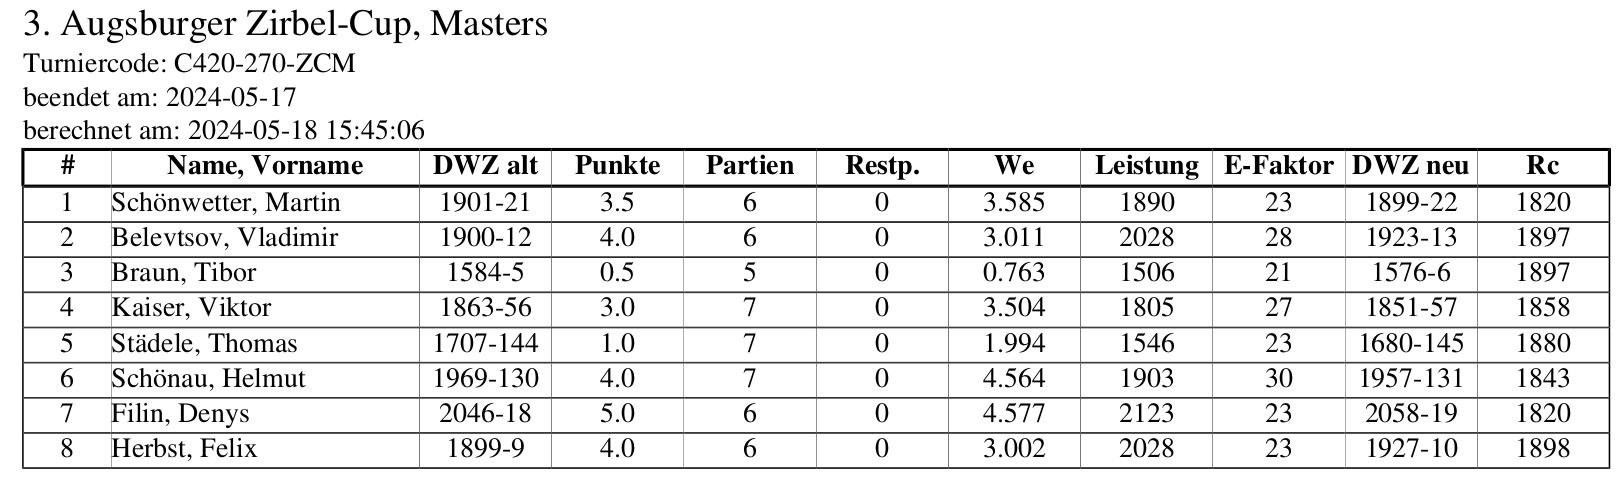 3. Augsburger Zirbel-Cup, Masters
Turniercode: C420-270-ZCM
beendet am: 2024-05-17
berechnet am: 2024-05-18 15:45:06
# Name, Vorname DWZ alt Punkte Partien Restp. We Leistung E-Faktor DWZ neu Rc
1 Schönwetter, Martin 1901-21 3.5 6 0 3.585 1890 23 1899-22 1820
2 Belevtsov, Vladimir 1900-12 4.0 6 0 3.011 2028 28 1923-13 1897
3 Braun, Tibor 1584-5 0.5 5 0 0.763 1506 21 1576-6 1897
4 Kaiser, Viktor 1863-56 3.0 7 0 3.504 1805 27 1851-57 1858
5 Städele, Thomas 1707-144 1.0 7 0 1.994 1546 23 1680-145 1880
6 Schönau, Helmut 1969-130 4.0 7 0 4.564 1903 30 1957-131 1843
7 Filin, Denys 2046-18 5.0 6 0 4.577 2123 23 2058-19 1820
8 Herbst, Felix 1899-9 4.0 6 0 3.002 2028 23 1927-10 1898